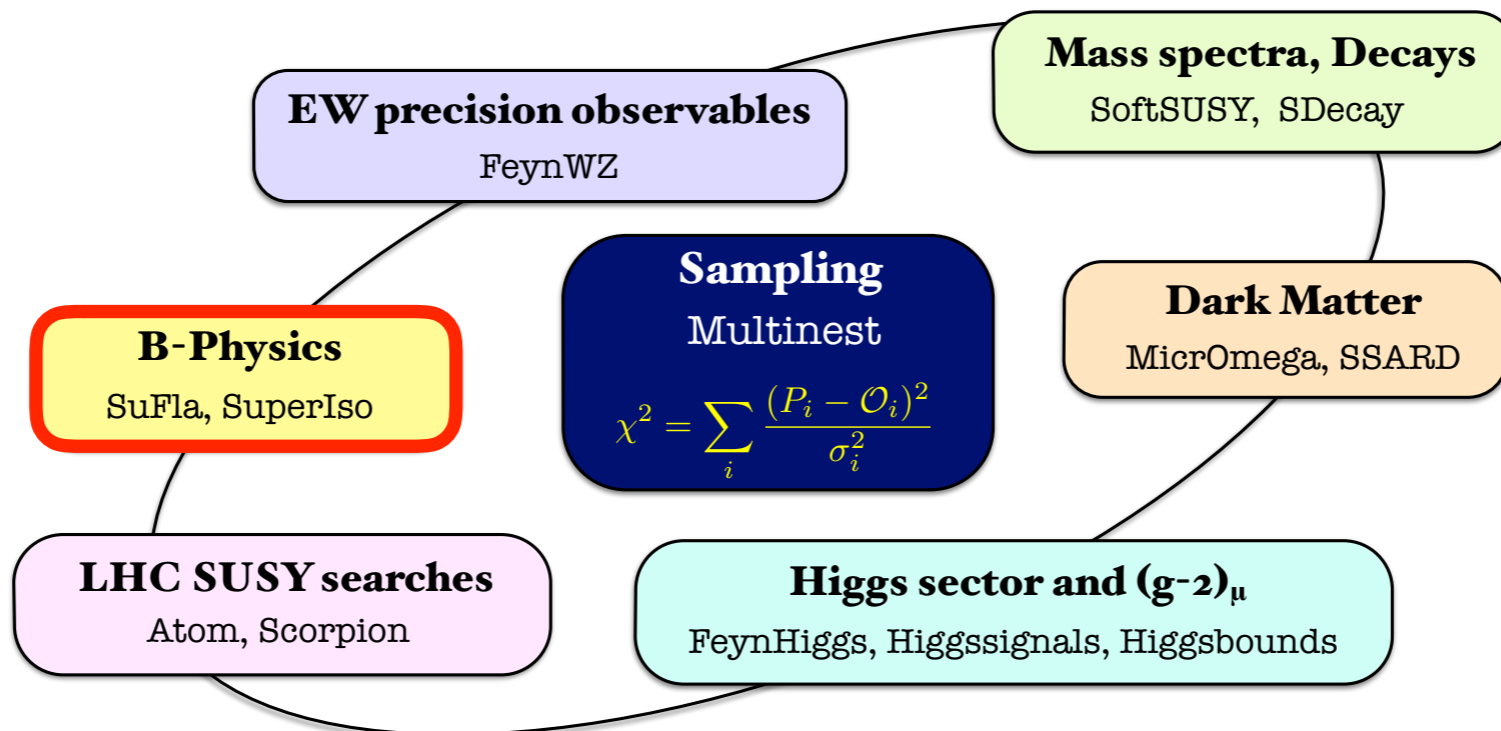 Mass spectra, Decays
SoftSUSY, SDecay
EW precision observables
FeynWZ
Sampling
Multinest
χ² = ∑ᵢ (Pᵢ − 𝒪ᵢ)² / σᵢ²
Dark Matter
MicrOmega, SSARD
B-Physics
SuFla, SuperIso
LHC SUSY searches
Atom, Scorpion
Higgs sector and (g-2)μ
FeynHiggs, Higgssignals, Higgsbounds